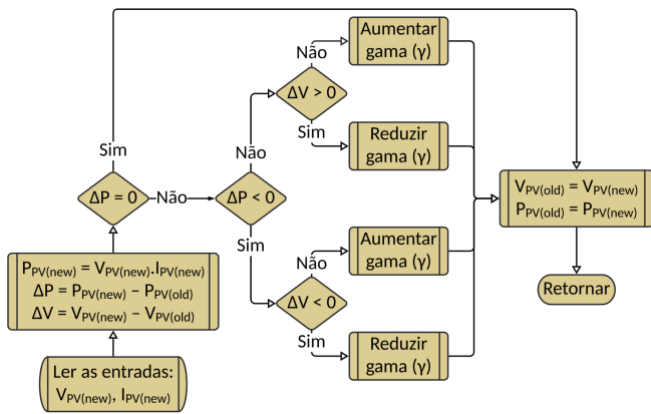 Aumentar
gama (γ)
Não
ΔV > 0
Sim
Reduzir
gama (γ)
Sim
Não
ΔP = 0
Não
ΔP < 0
V_PV(old) = V_PV(new)
P_PV(old) = P_PV(new)
Sim
Aumentar
gama (γ)
Não
P_PV(new) = V_PV(new).I_PV(new)
ΔP = P_PV(new) − P_PV(old)
ΔV = V_PV(new) − V_PV(old)
Retornar
ΔV < 0
Sim
Reduzir
gama (γ)
Ler as entradas:
V_PV(new), I_PV(new)